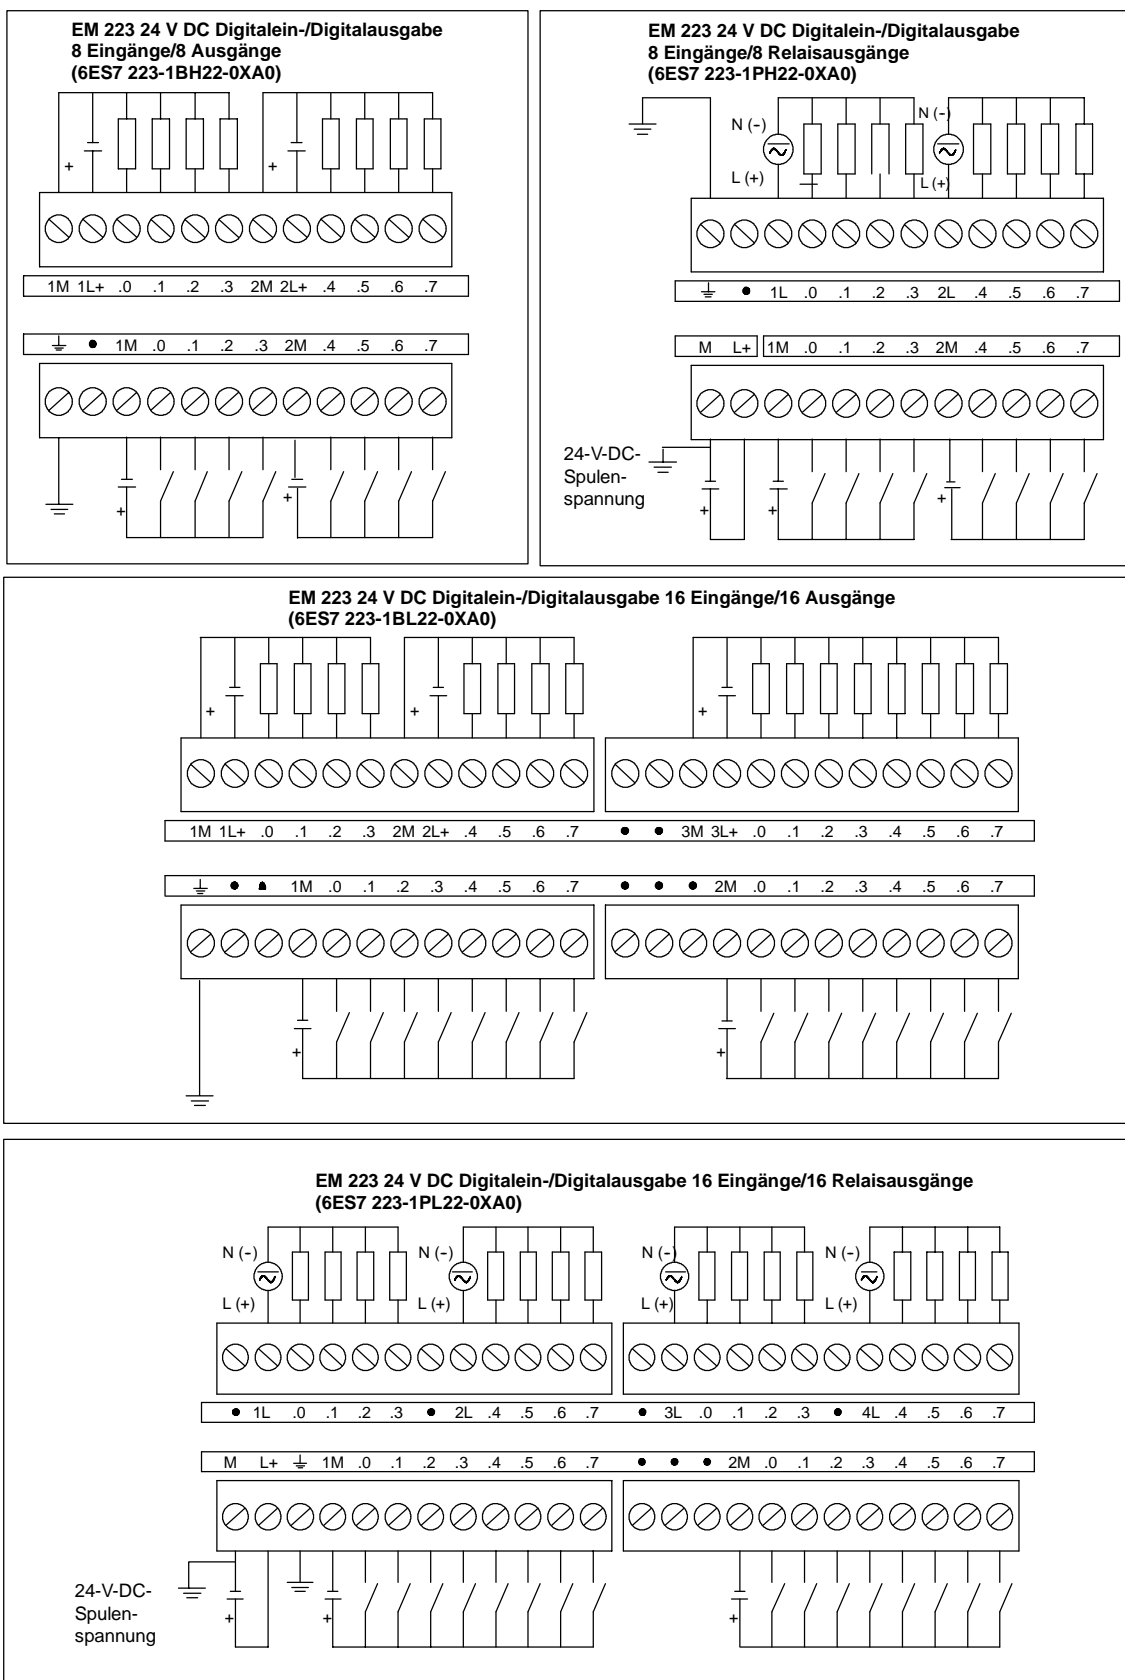 EM 223 24 V DC Digitalein-/Digitalausgabe
8 Eingänge/8 Ausgänge
(6ES7 223-1BH22-0XA0)
+ +
1M 1L+ .0 .1 .2 .3 2M 2L+ .4 .5 .6 .7
● 1M .0 .1 .2 .3 2M .4 .5 .6 .7
+ +
EM 223 24 V DC Digitalein-/Digitalausgabe
8 Eingänge/8 Relaisausgänge
(6ES7 223-1PH22-0XA0)
N (-) N (-)
L (+) L (+)
● 1L .0 .1 .2 .3 2L .4 .5 .6 .7
M L+ 1M .0 .1 .2 .3 2M .4 .5 .6 .7
24-V-DC-
Spulen-
spannung
+ + +
EM 223 24 V DC Digitalein-/Digitalausgabe 16 Eingänge/16 Ausgänge
(6ES7 223-1BL22-0XA0)
+ + +
1M 1L+ .0 .1 .2 .3 2M 2L+ .4 .5 .6 .7 ● ● 3M 3L+ .0 .1 .2 .3 .4 .5 .6 .7
● ● 1M .0 .1 .2 .3 .4 .5 .6 .7 ● ● ● 2M .0 .1 .2 .3 .4 .5 .6 .7
+ +
EM 223 24 V DC Digitalein-/Digitalausgabe 16 Eingänge/16 Relaisausgänge
(6ES7 223-1PL22-0XA0)
N (-) N (-) N (-) N (-)
L (+) L (+) L (+) L (+)
● 1L .0 .1 .2 .3 ● 2L .4 .5 .6 .7 ● 3L .0 .1 .2 .3 ● 4L .4 .5 .6 .7
M L+ 1M .0 .1 .2 .3 .4 .5 .6 .7 ● ● ● 2M .0 .1 .2 .3 .4 .5 .6 .7
24-V-DC-
Spulen-
spannung
+ + +